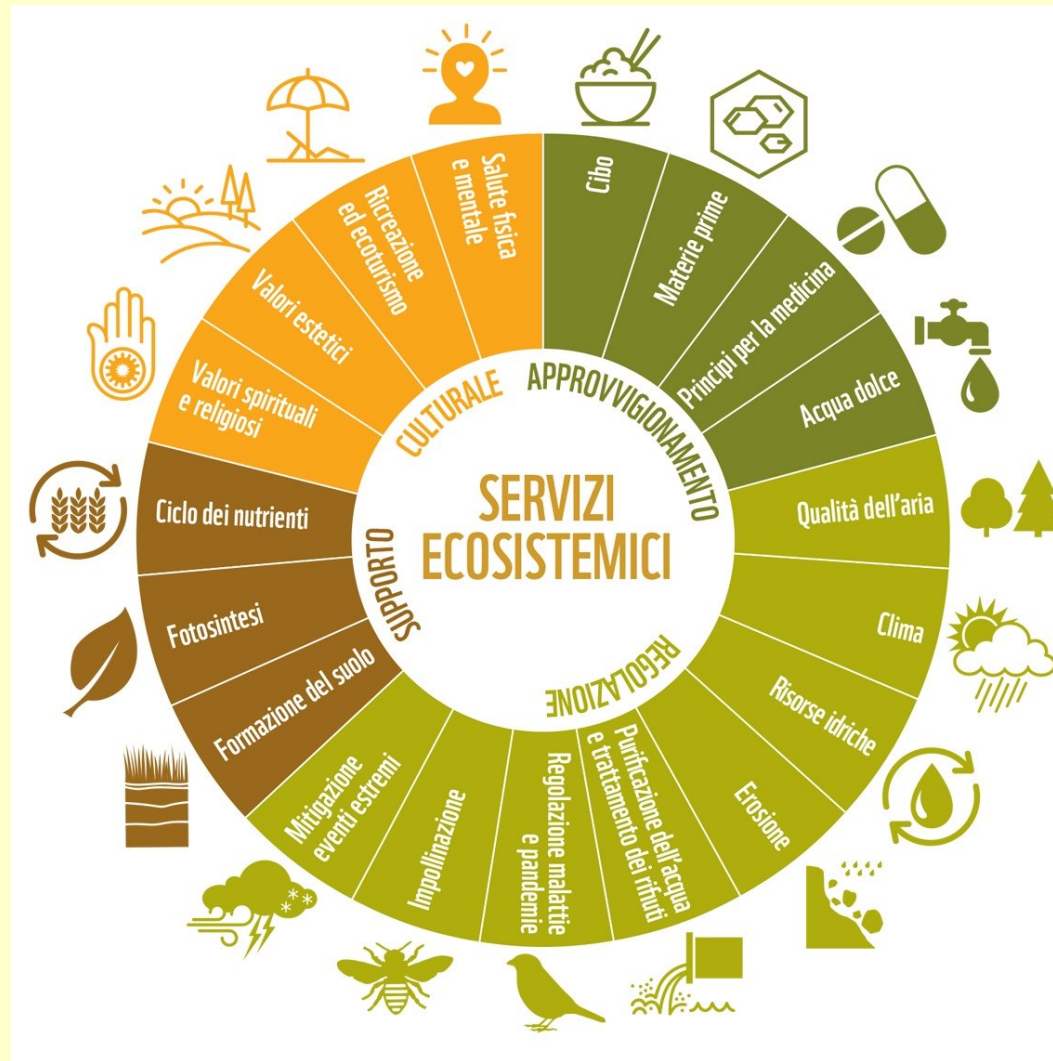 SERVIZI
ECOSISTEMICI
APPROVVIGIONAMENTO
Cibo
Materie prime
Principi per la medicina
Acqua dolce
REGOLAZIONE
Qualità dell'aria
Clima
Risorse idriche
Erosione
Purificazione dell'acqua
e trattamento dei rifiuti
Regolazione malattie
e pandemie
Impollinazione
Mitigazione
eventi estremi
SUPPORTO
Formazione del suolo
Fotosintesi
Ciclo dei nutrienti
CULTURALE
Valori spirituali
e religiosi
Valori estetici
Ricreazione
ed ecoturismo
Salute fisica
e mentale